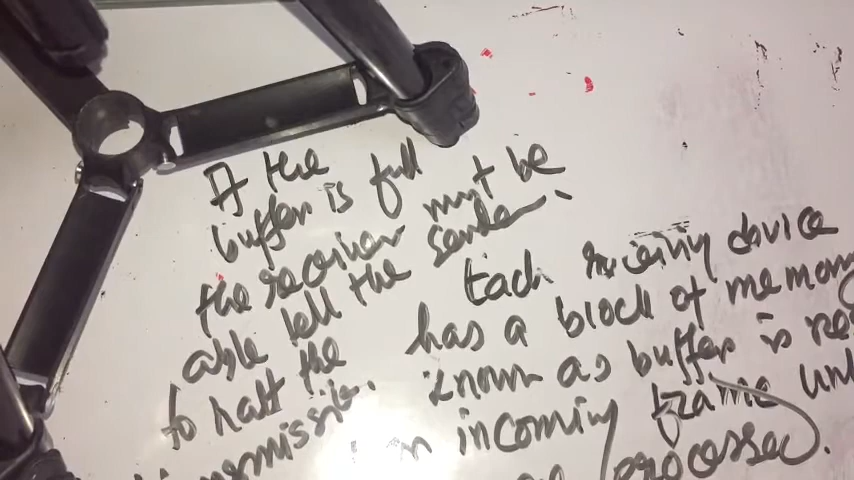 If the
buffer is full
the receiver must be
able tell the sender
to halt the
transmission.
Each receiving device
has a block of memory
known as buffer is
incoming frame
processed.